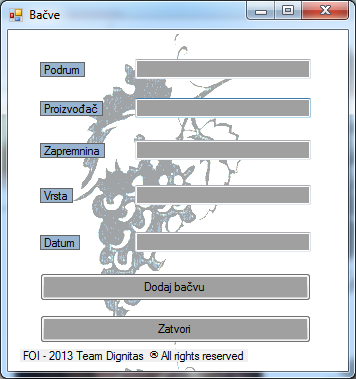 Bačve
Podrum
Proizvođač
Zapremnina
Vrsta
Datum
Dodaj bačvu
Zatvori
FOI - 2013 Team Dignitas ® All rights reserved